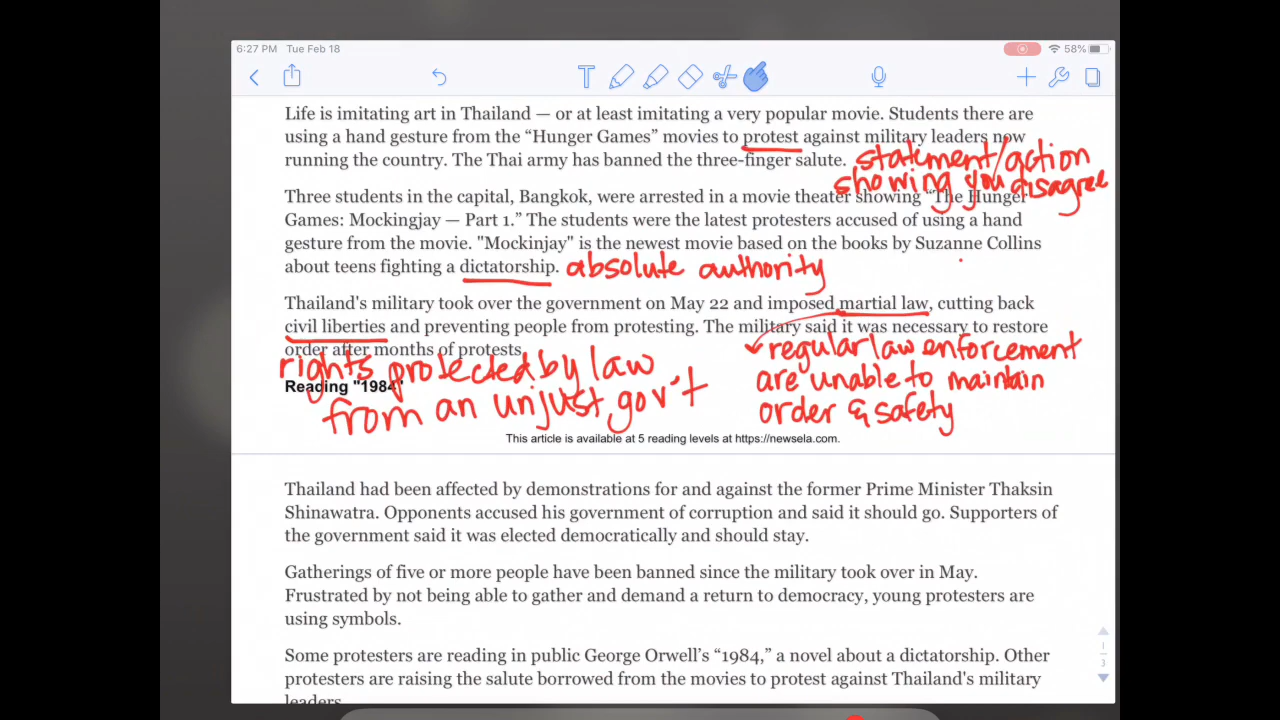 6:27 PM Tue Feb 18 58%
Life is imitating art in Thailand — or at least imitating a very popular movie. Students there are
using a hand gesture from the “Hunger Games” movies to protest against military leaders now
running the country. The Thai army has banned the three-finger salute. statement/action
showing you disagree
Three students in the capital, Bangkok, were arrested in a movie theater showing “The Hunger
Games: Mockingjay — Part 1.” The students were the latest protesters accused of using a hand
gesture from the movie. "Mockinjay" is the newest movie based on the books by Suzanne Collins
about teens fighting a dictatorship. absolute authority
Thailand's military took over the government on May 22 and imposed martial law, cutting back
civil liberties and preventing people from protesting. The military said it was necessary to restore
order after months of protests.
rights protected by law
from an unjust gov't
regular law enforcement
are unable to maintain
order & safety
Reading "1984"
This article is available at 5 reading levels at https://newsela.com.
Thailand had been affected by demonstrations for and against the former Prime Minister Thaksin
Shinawatra. Opponents accused his government of corruption and said it should go. Supporters of
the government said it was elected democratically and should stay.
Gatherings of five or more people have been banned since the military took over in May.
Frustrated by not being able to gather and demand a return to democracy, young protesters are
using symbols.
Some protesters are reading in public George Orwell’s “1984,” a novel about a dictatorship. Other
protesters are raising the salute borrowed from the movies to protest against Thailand's military
leaders.
1
3